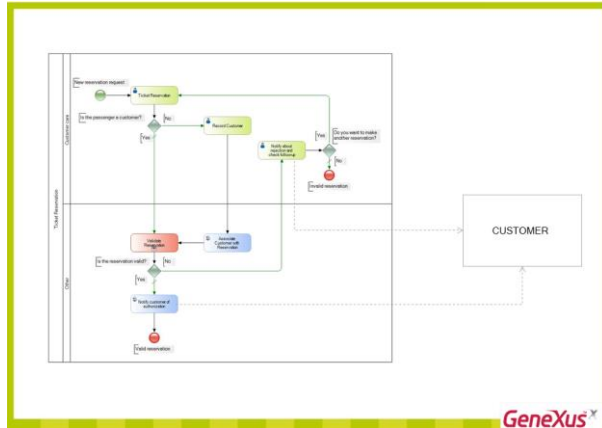 New reservation request
Ticket Reservation
Is the passenger a customer?
No
Record Customer
Yes
Customer care
Notify about rejection and
check follow up
Yes
Do you want to make
another reservation?
No
Invalid reservation
Ticket Reservation
CUSTOMER
Validate
Reservation
Associate
Customer with
Reservation
Is the reservation valid?
No
Yes
Other
Notify customer of
authorization
Valid reservation
GeneXus